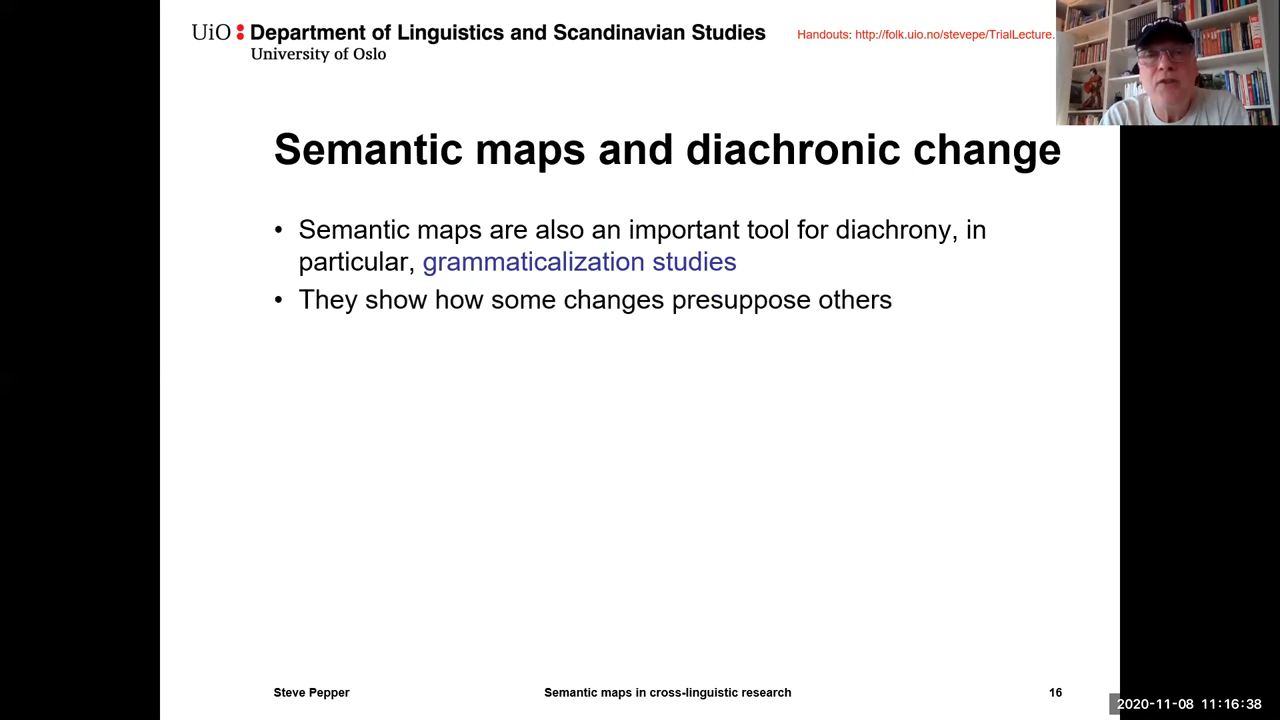 UiO : Department of Linguistics and Scandinavian Studies
University of Oslo
Handouts: http://folk.uio.no/stevepe/TrialLecture.
Semantic maps and diachronic change
• Semantic maps are also an important tool for diachrony, in
particular, grammaticalization studies
• They show how some changes presuppose others
Steve Pepper
Semantic maps in cross-linguistic research
16
2020-11-08 11:16:38